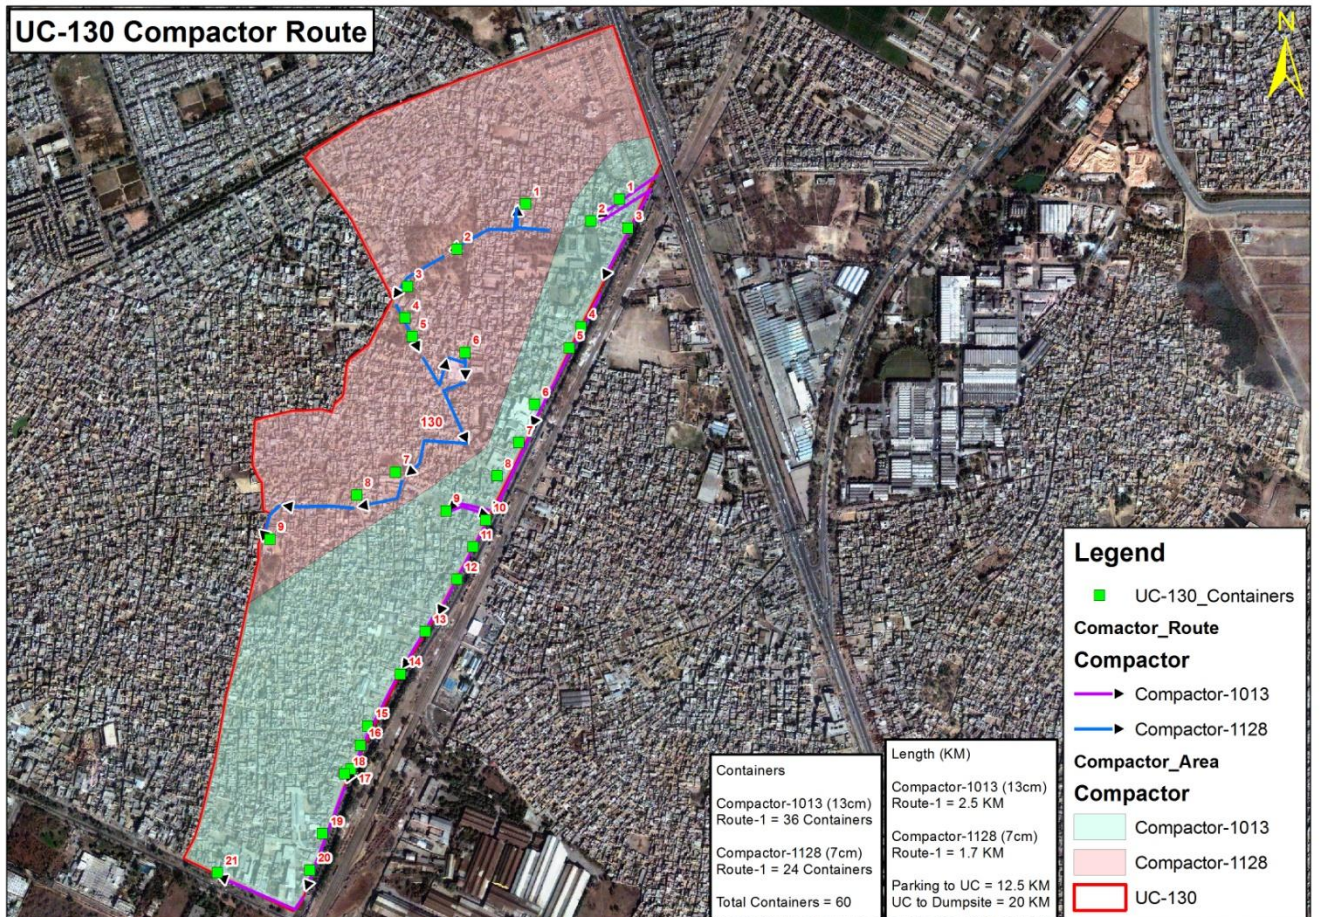 UC-130 Compactor Route
N
1
2
3
4
5
6
130
7
8
9
1
2
3
4
5
6
7
8
9
10
11
12
13
14
15
16
18
17
19
20
21
Containers
Compactor-1013 (13cm)
Route-1 = 36 Containers
Compactor-1128 (7cm)
Route-1 = 24 Containers
Total Containers = 60
Length (KM)
Compactor-1013 (13cm)
Route-1 = 2.5 KM
Compactor-1128 (7cm)
Route-1 = 1.7 KM
Parking to UC = 12.5 KM
UC to Dumpsite = 20 KM
Legend
UC-130_Containers
Comactor_Route
Compactor
Compactor-1013
Compactor-1128
Compactor_Area
Compactor
Compactor-1013
Compactor-1128
UC-130